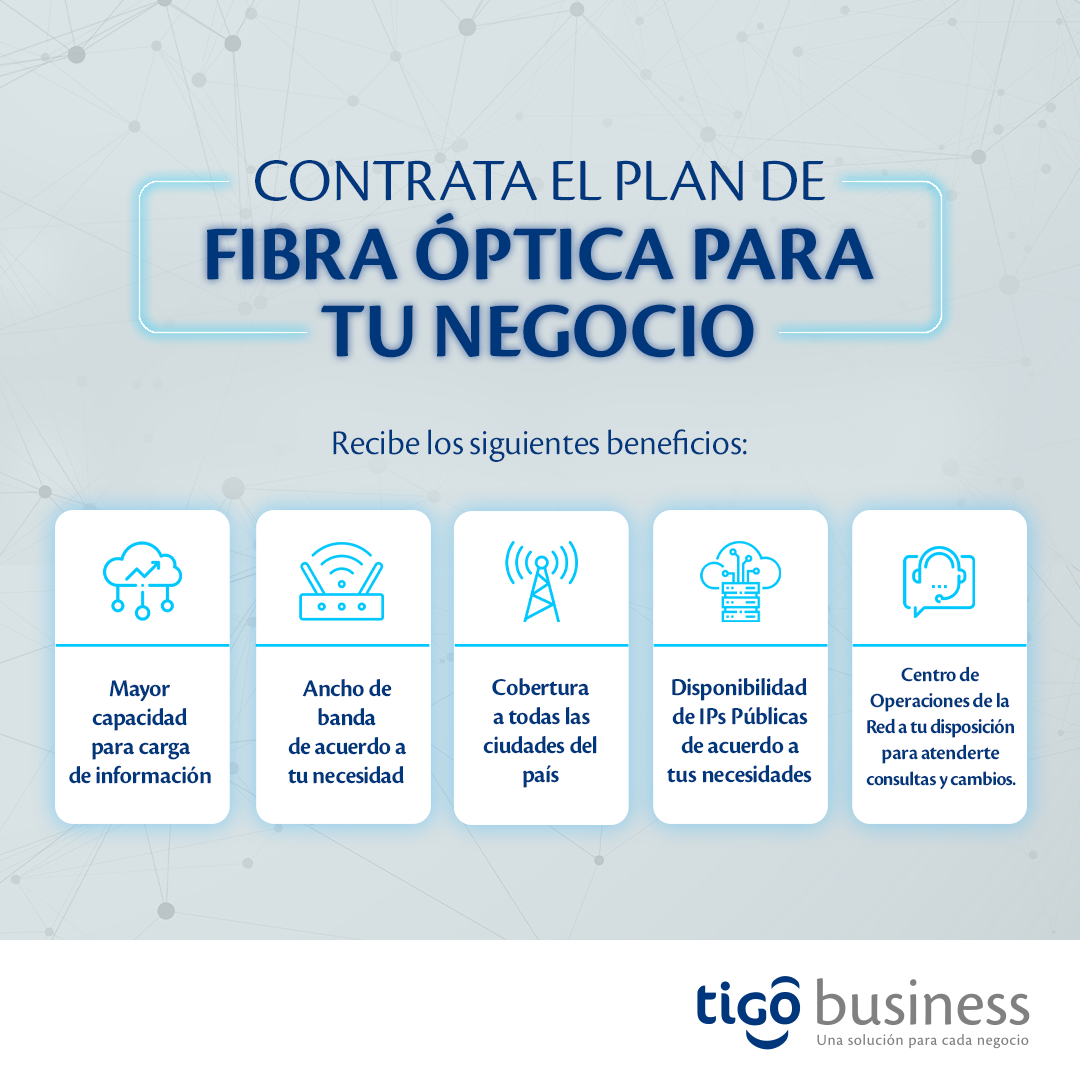 CONTRATA EL PLAN DE
FIBRA ÓPTICA PARA
TU NEGOCIO
Recibe los siguientes beneficios:
Mayor
capacidad
para carga
de información
Ancho de
banda
de acuerdo a
tu necesidad
Cobertura
a todas las
ciudades del
país
Disponibilidad
de IPs Públicas
de acuerdo a
tus necesidades
Centro de
Operaciones de la
Red a tu disposición
para atenderte
consultas y cambios.
tigo business
Una solución para cada negocio